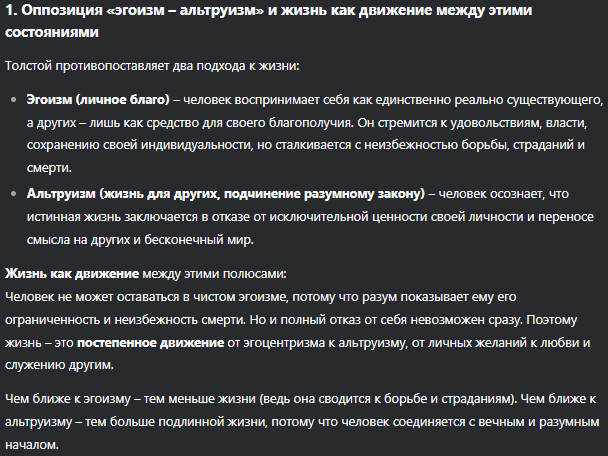 1. Оппозиция «эгоизм – альтруизм» и жизнь как движение между этими
состояниями
Толстой противопоставляет два подхода к жизни:
• Эгоизм (личное благо) – человек воспринимает себя как единственно реально существующего,
а других – лишь как средство для своего благополучия. Он стремится к удовольствиям, власти,
сохранению своей индивидуальности, но сталкивается с неизбежностью борьбы, страданий и
смерти.
• Альтруизм (жизнь для других, подчинение разумному закону) – человек осознает, что
истинная жизнь заключается в отказе от исключительной ценности своей личности и переносе
смысла на других и бесконечный мир.
Жизнь как движение между этими полюсами:
Человек не может оставаться в чистом эгоизме, потому что разум показывает ему его
ограниченность и неизбежность смерти. Но и полный отказ от себя невозможен сразу. Поэтому
жизнь – это постепенное движение от эгоцентризма к альтруизму, от личных желаний к любви и
служению другим.
Чем ближе к эгоизму – тем меньше жизни (ведь она сводится к борьбе и страданиям). Чем ближе к
альтруизму – тем больше подлинной жизни, потому что человек соединяется с вечным и разумным
началом.